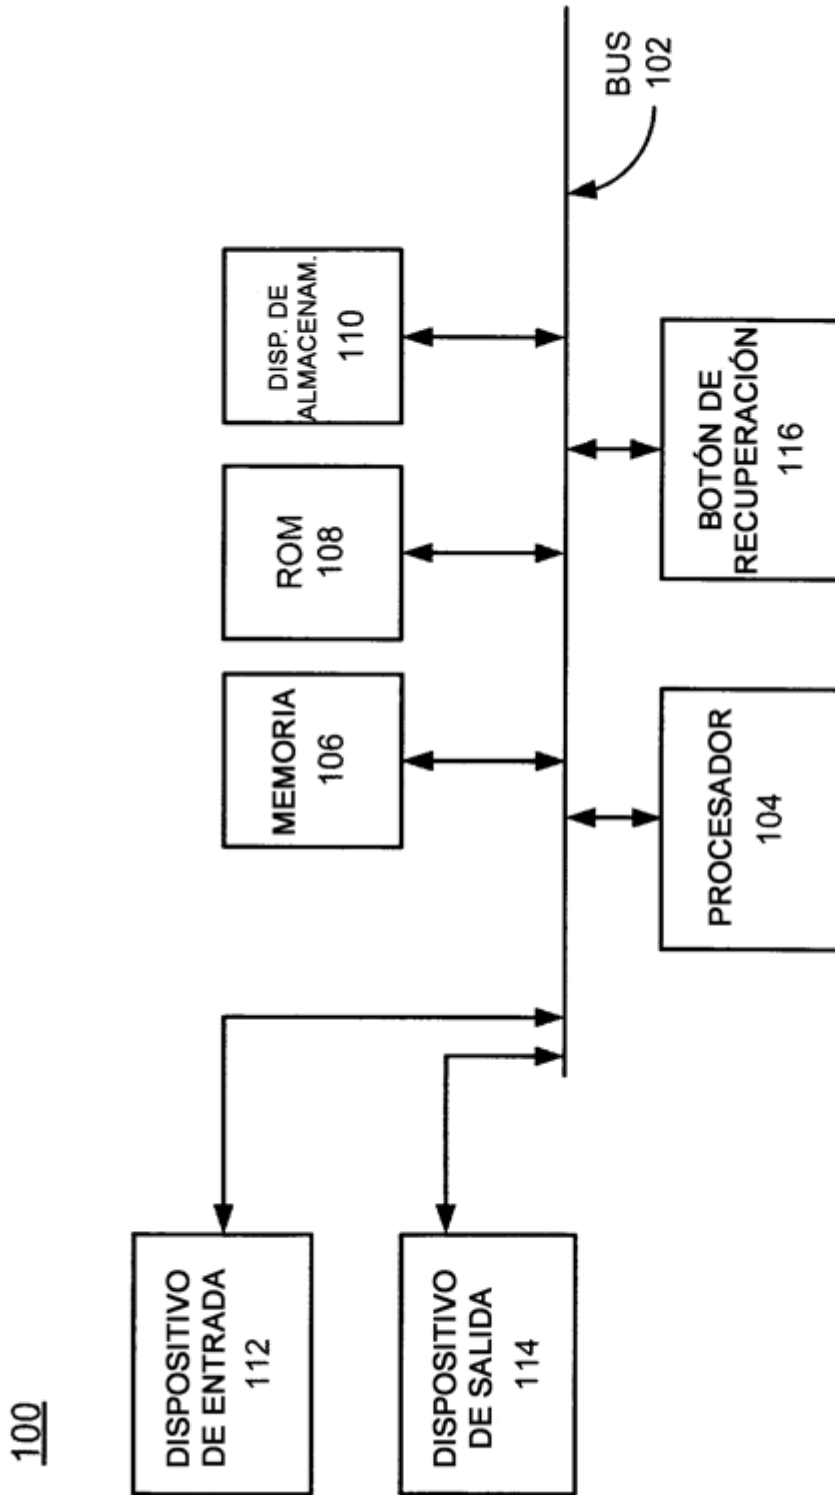 100
DISPOSITIVO
DE ENTRADA
112
DISPOSITIVO
DE SALIDA
114
MEMORIA
106
ROM
108
DISP. DE
ALMACENAM.
110
PROCESADOR
104
BOTÓN DE
RECUPERACIÓN
116
BUS
102